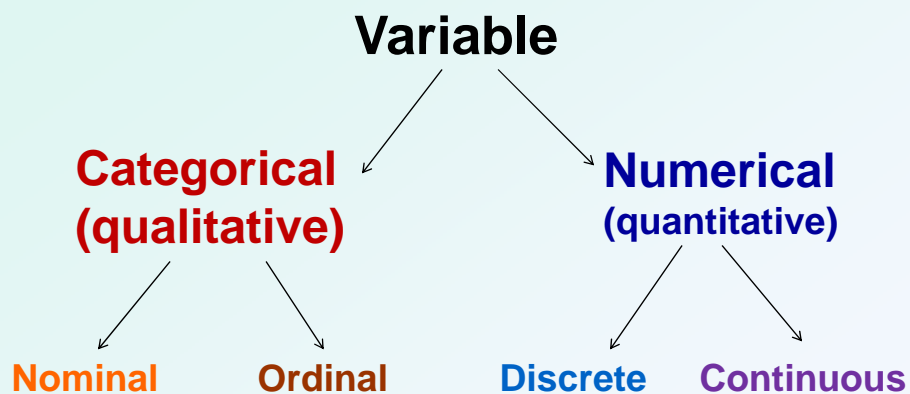 Variable
Categorical
(qualitative)
Numerical
(quantitative)
Nominal
Ordinal
Discrete
Continuous